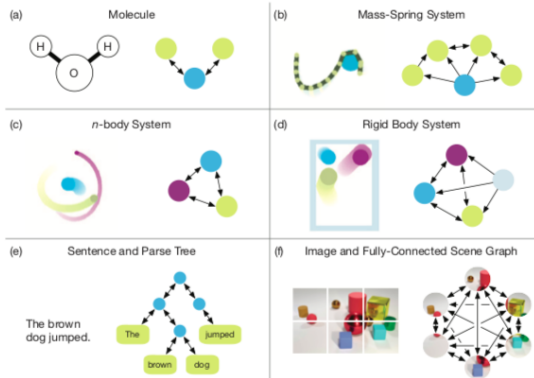 (a) Molecule
H H
O
(b) Mass-Spring System
(c) n-body System
(d) Rigid Body System
(e) Sentence and Parse Tree
The brown
dog jumped.
The jumped
brown dog
(f) Image and Fully-Connected Scene Graph